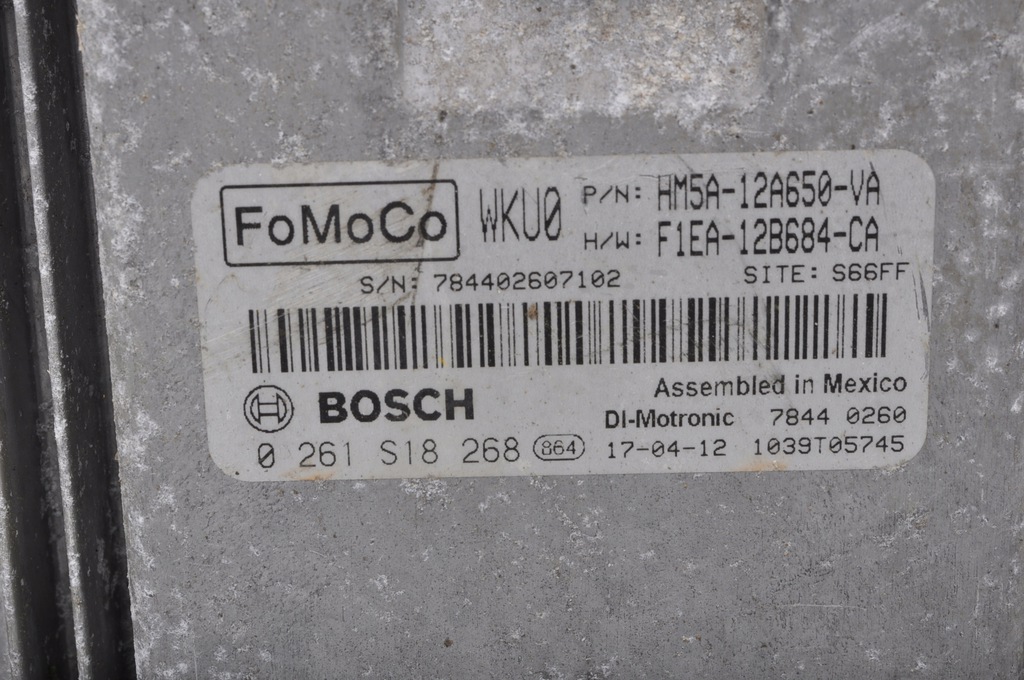 FoMoCo WKU0 P/N: HM5A-12A650-VA
H/W: F1EA-12B684-CA
S/N: 784402607102 SITE: S66FF
BOSCH Assembled in Mexico
DI-Motronic 7844 0260
0 261 S18 268 864 17-04-12 1039T05745